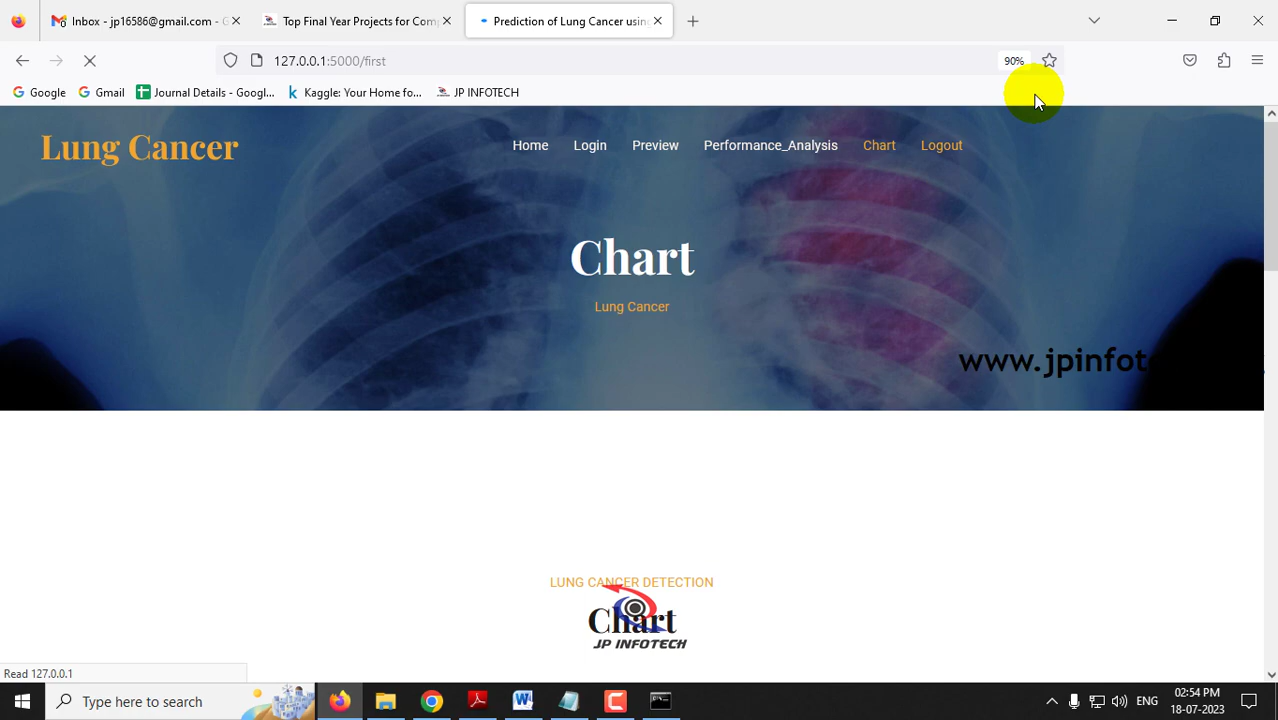 Inbox - jp16586@gmail.com - G
Top Final Year Projects for Comp
Prediction of Lung Cancer usin
127.0.0.1:5000/first
90%
Google
Gmail
Journal Details - Googl...
Kaggle: Your Home fo...
JP INFOTECH
Lung Cancer
Home
Login
Preview
Performance_Analysis
Chart
Logout
Chart
Lung Cancer
www.jpinfot
LUNG CANCER DETECTION
Chart
JP INFOTECH
Read 127.0.0.1
Type here to search
ENG
02:54 PM
18-07-2023